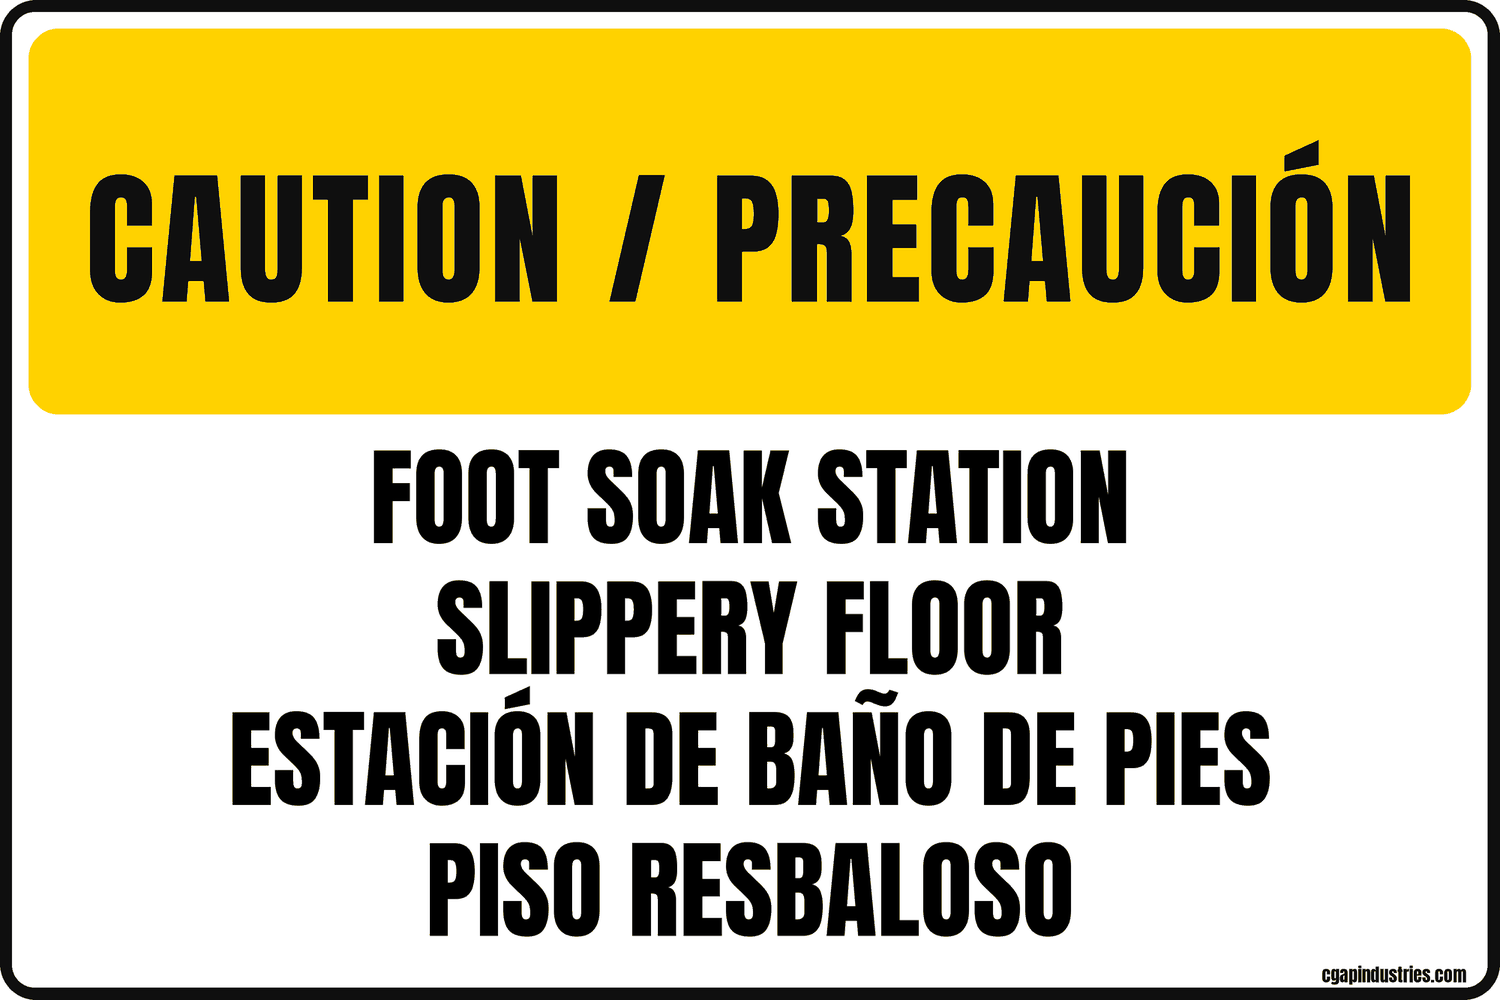 CAUTION / PRECAUCIÓN
FOOT SOAK STATION
SLIPPERY FLOOR
ESTACIÓN DE BAÑO DE PIES
PISO RESBALOSO
cgapindustries.com